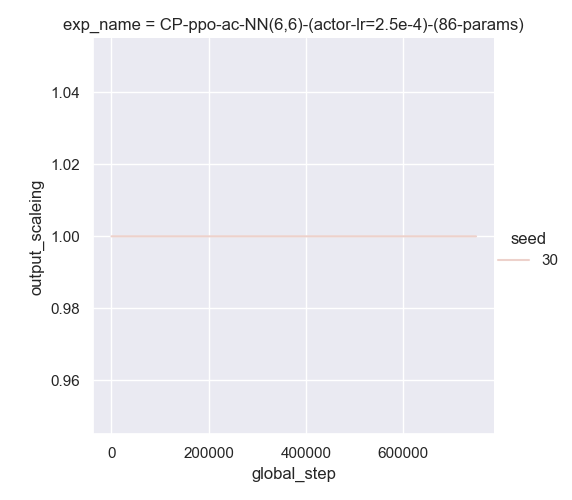 exp_name = CP-ppo-ac-NN(6,6)-(actor-lr=2.5e-4)-(86-params)
1.04
1.02
1.00
0.98
0.96
output_scaleing
0
200000
400000
600000
global_step
seed
30